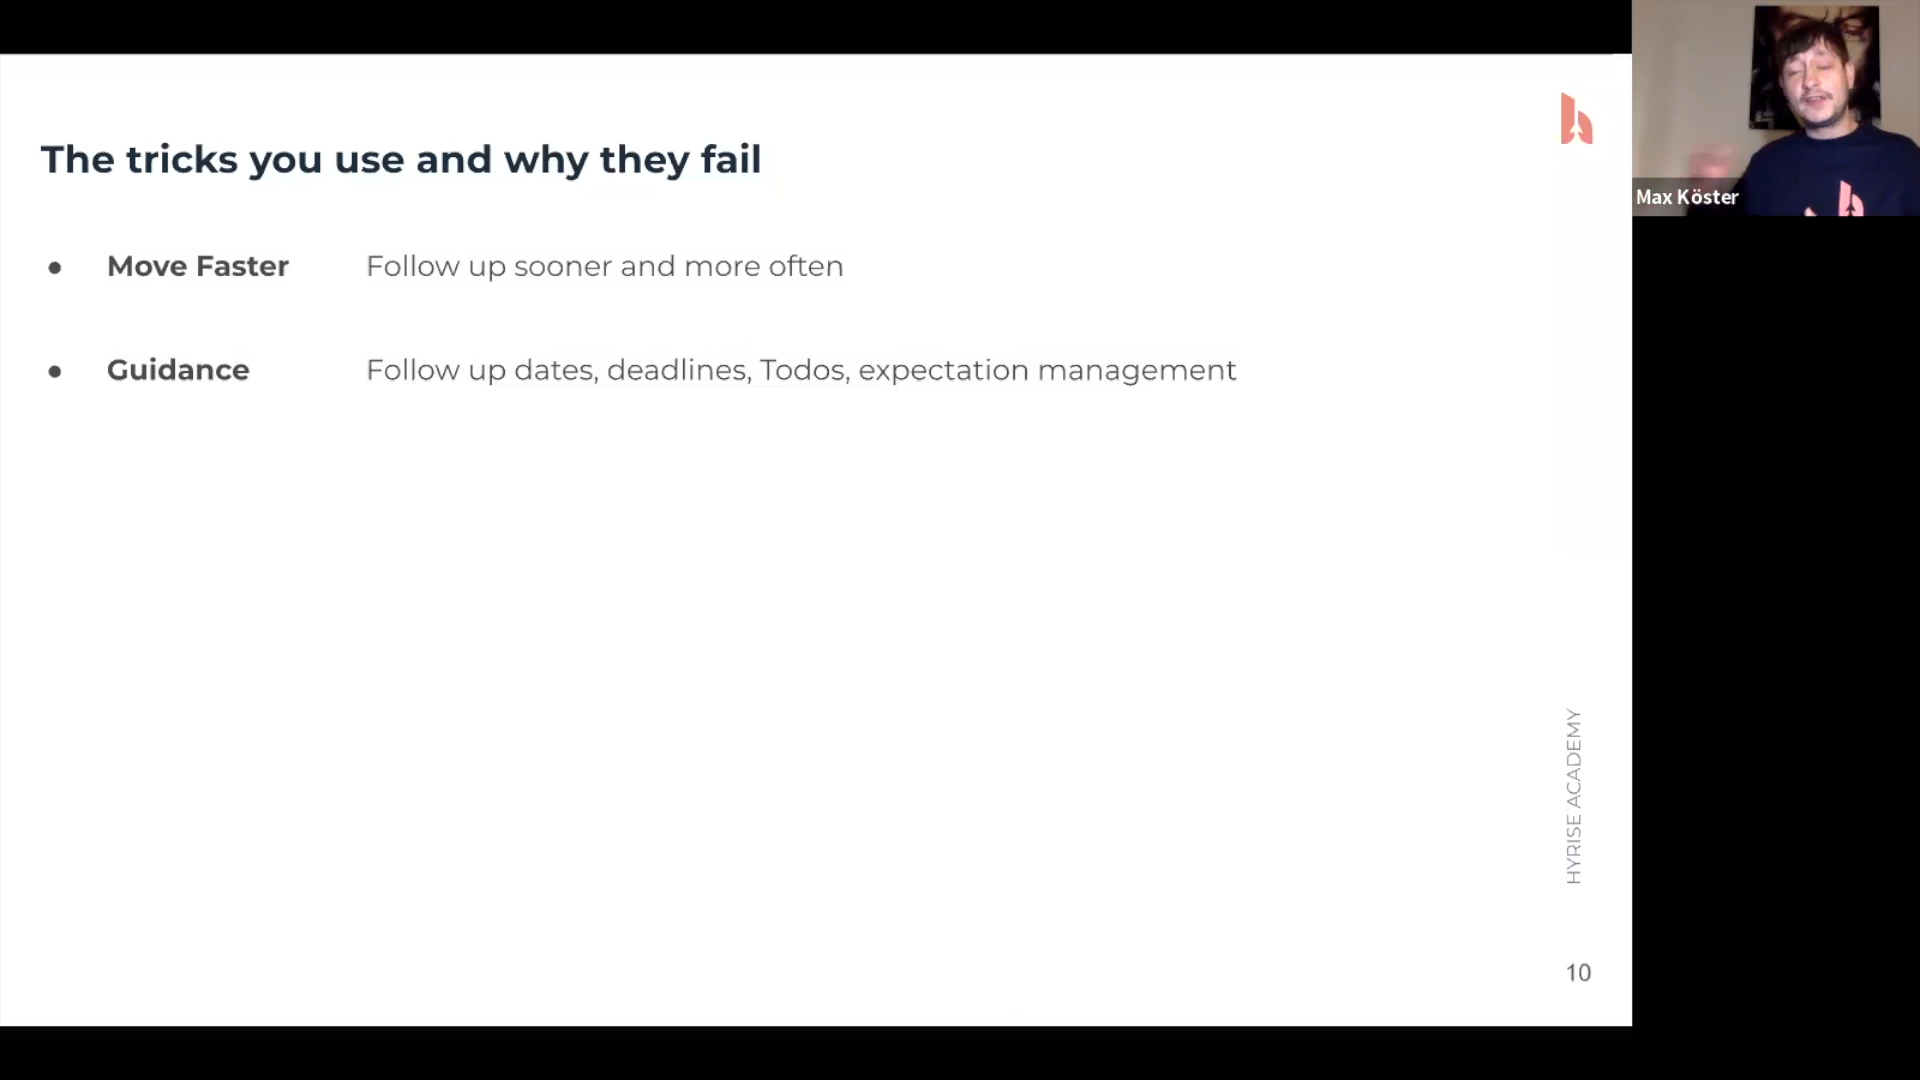 The tricks you use and why they fail
● Move Faster Follow up sooner and more often
● Guidance Follow up dates, deadlines, Todos, expectation management
HYRISE ACADEMY
10
Max Köster